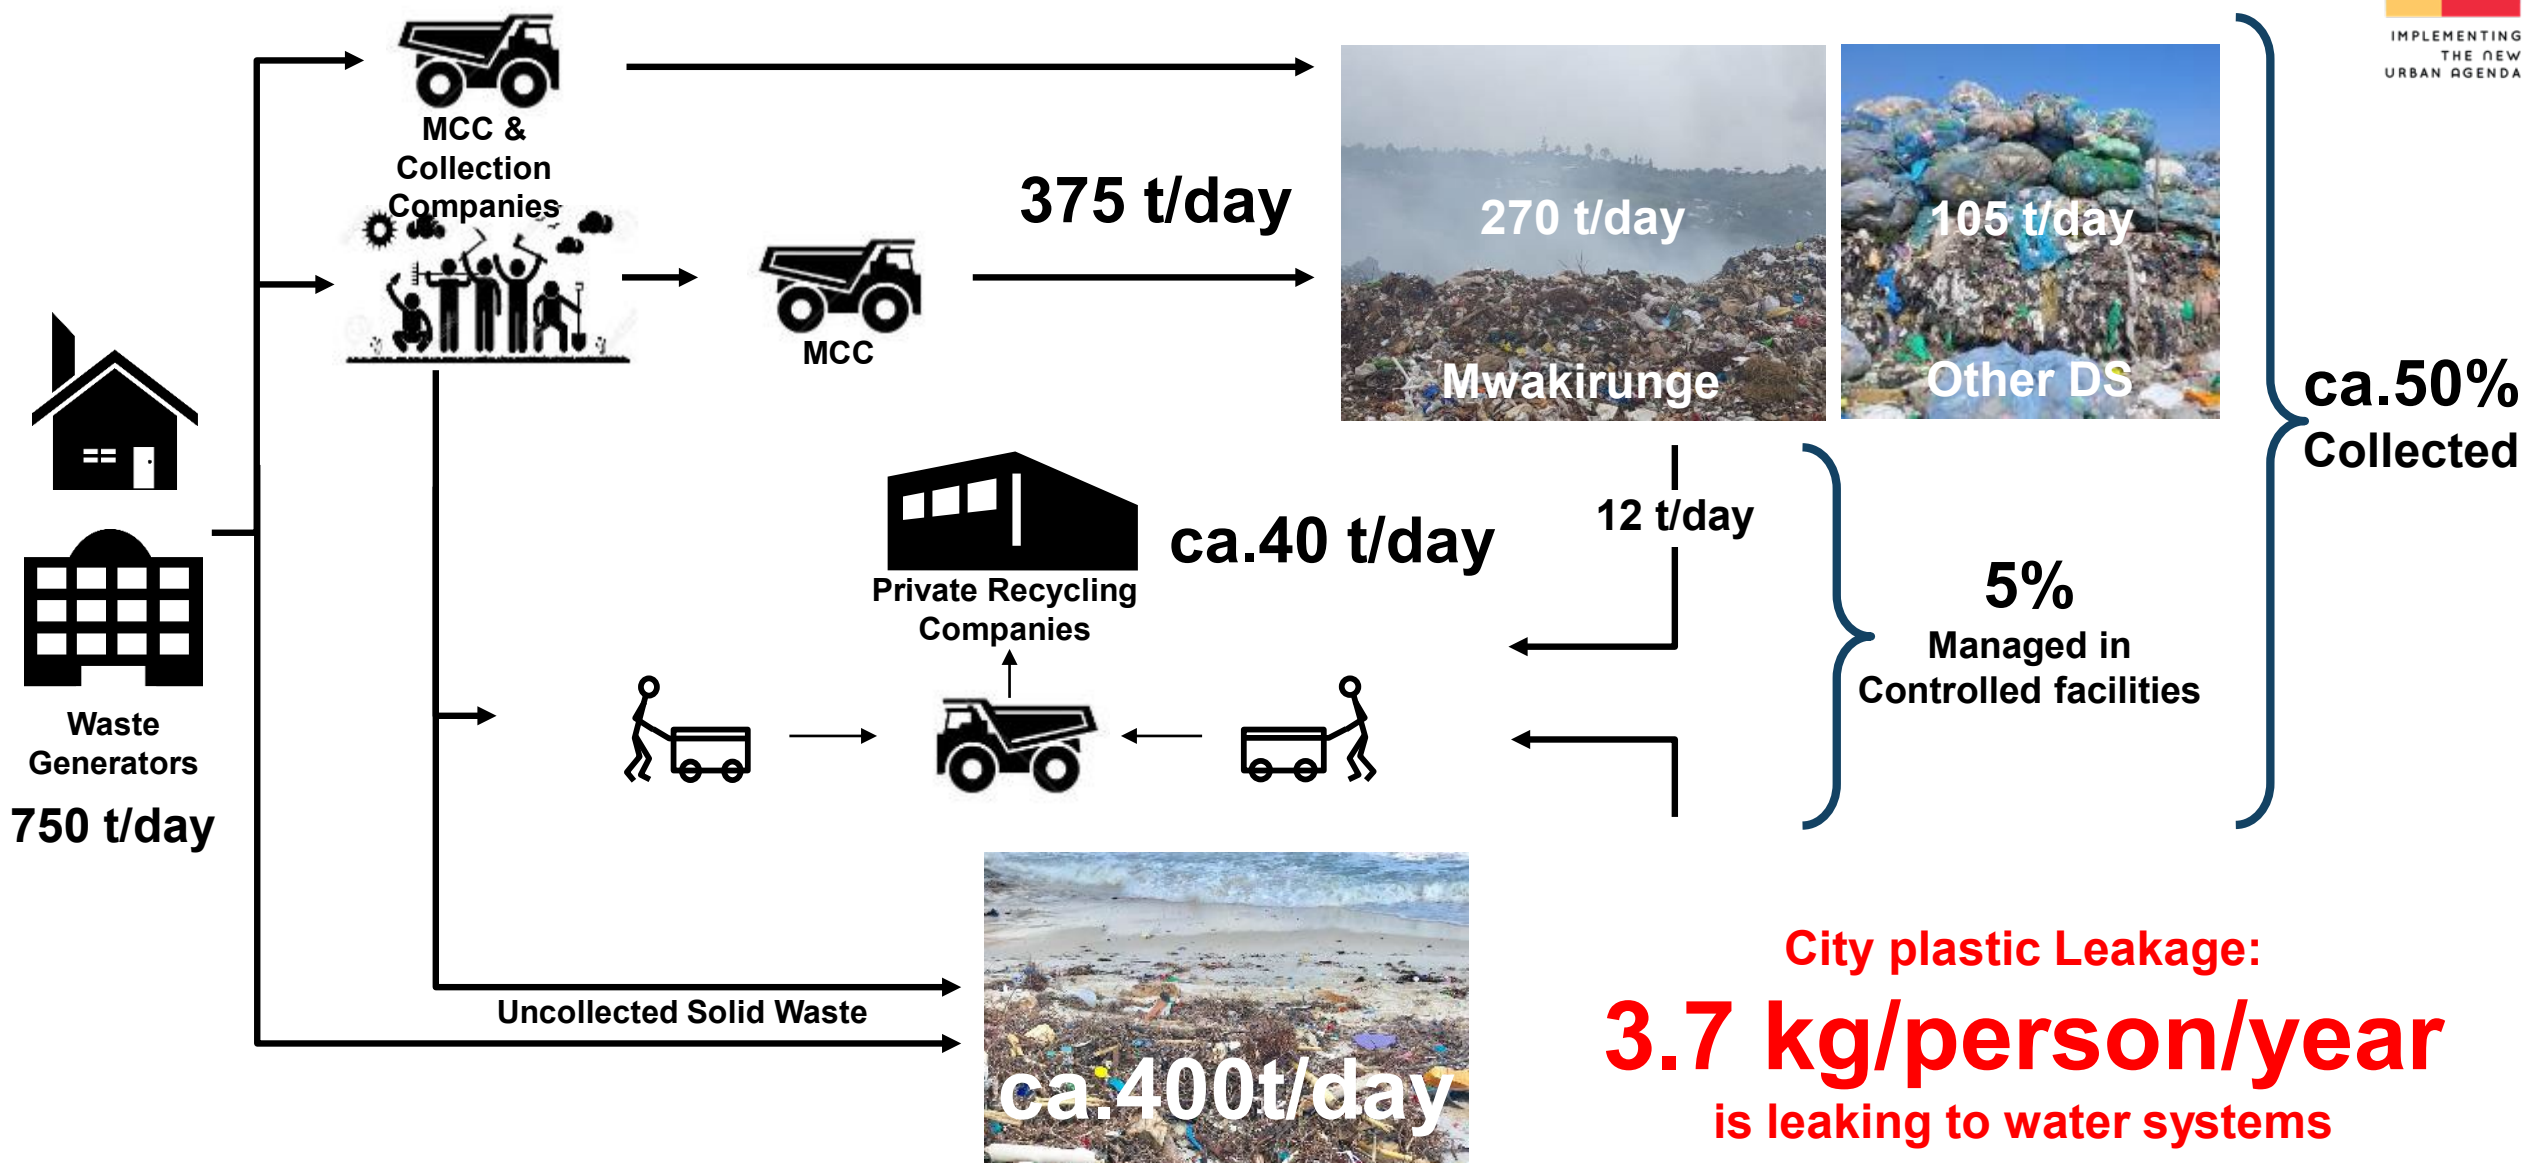 IMPLEMENTING
THE NEW
URBAN AGENDA
MCC &
Collection
Companies
375 t/day
270 t/day
105 t/day
MCC
Mwakirunge
Other DS
ca.50%
Collected
12 t/day
ca.40 t/day
Private Recycling
Companies
5%
Managed in
Controlled facilities
Waste
Generators
750 t/day
Uncollected Solid Waste
ca.400t/day
City plastic Leakage:
3.7 kg/person/year
is leaking to water systems